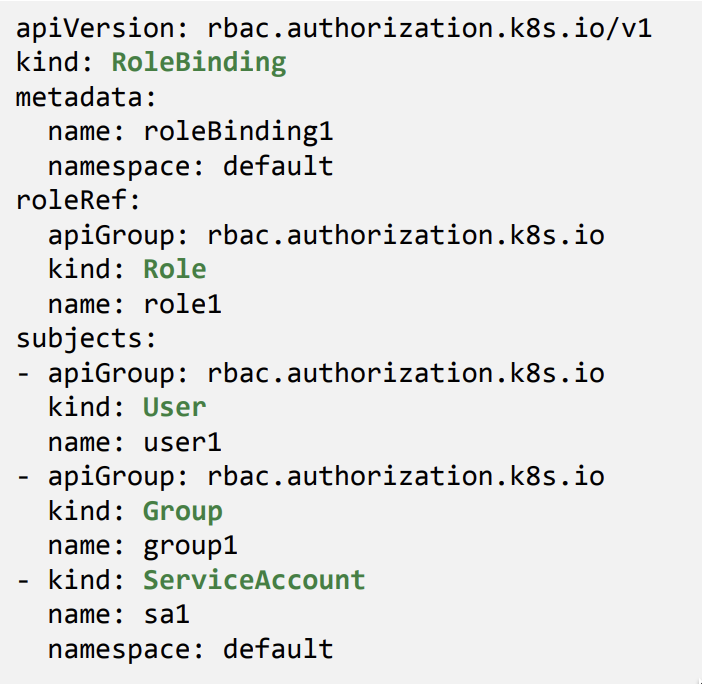 apiVersion: rbac.authorization.k8s.io/v1
kind: RoleBinding
metadata:
  name: roleBinding1
  namespace: default
roleRef:
  apiGroup: rbac.authorization.k8s.io
  kind: Role
  name: role1
subjects:
- apiGroup: rbac.authorization.k8s.io
  kind: User
  name: user1
- apiGroup: rbac.authorization.k8s.io
  kind: Group
  name: group1
- kind: ServiceAccount
  name: sa1
  namespace: default